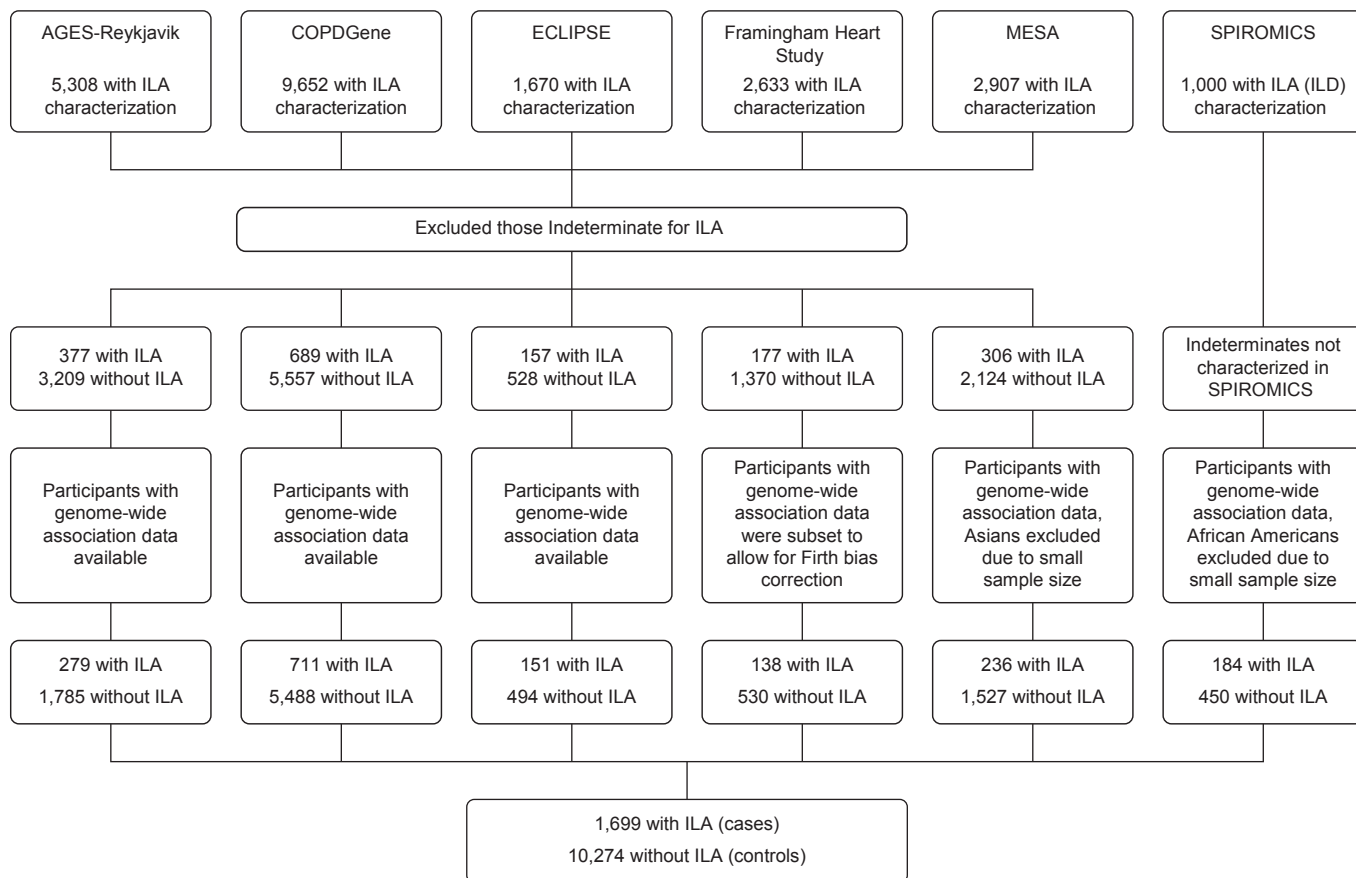 AGES-Reykjavik
5,308 with ILA
characterization
COPDGene
9,652 with ILA
characterization
ECLIPSE
1,670 with ILA
characterization
Framingham Heart
Study
2,633 with ILA
characterization
MESA
2,907 with ILA
characterization
SPIROMICS
1,000 with ILA (ILD)
characterization
Excluded those Indeterminate for ILA
377 with ILA
3,209 without ILA
689 with ILA
5,557 without ILA
157 with ILA
528 without ILA
177 with ILA
1,370 without ILA
306 with ILA
2,124 without ILA
Indeterminates not
characterized in
SPIROMICS
Participants with
genome-wide
association data
available
Participants with
genome-wide
association data
available
Participants with
genome-wide
association data
available
Participants with
genome-wide
association data
were subset to
allow for Firth bias
correction
Participants with
genome-wide
association data,
Asians excluded
due to small
sample size
Participants with
genome-wide
association data,
African Americans
excluded due to
small sample size
279 with ILA
1,785 without ILA
711 with ILA
5,488 without ILA
151 with ILA
494 without ILA
138 with ILA
530 without ILA
236 with ILA
1,527 without ILA
184 with ILA
450 without ILA
1,699 with ILA (cases)
10,274 without ILA (controls)